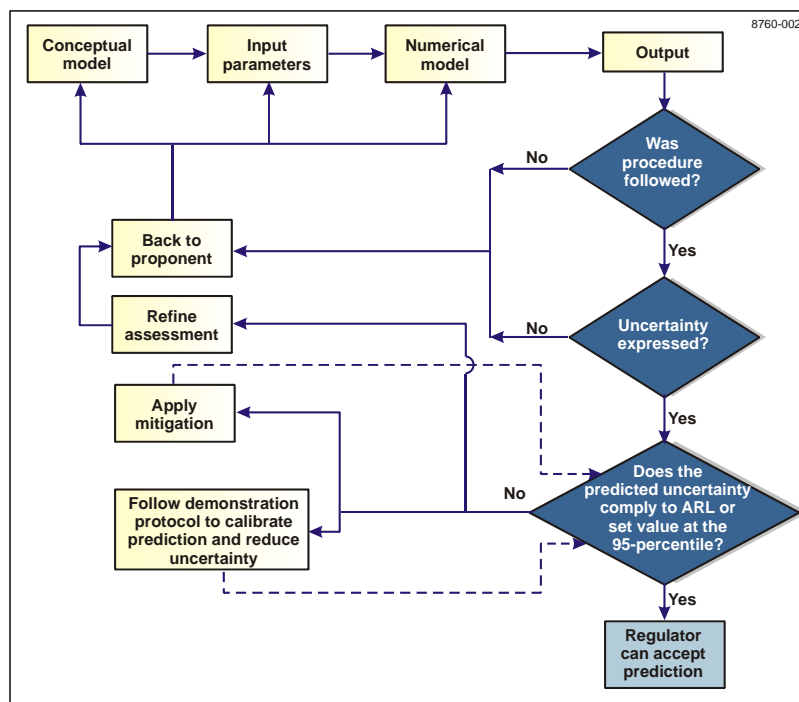 8760-002
Conceptual
model
Input
parameters
Numerical
model
Output
Was
procedure
followed?
No
Yes
Back to
proponent
Refine
assessment
Uncertainty
expressed?
No
Yes
Apply
mitigation
Does the
predicted uncertainty
comply to ARL or
set value at the
95-percentile?
No
Follow demonstration
protocol to calibrate
prediction and reduce
uncertainty
Yes
Regulator
can accept
prediction